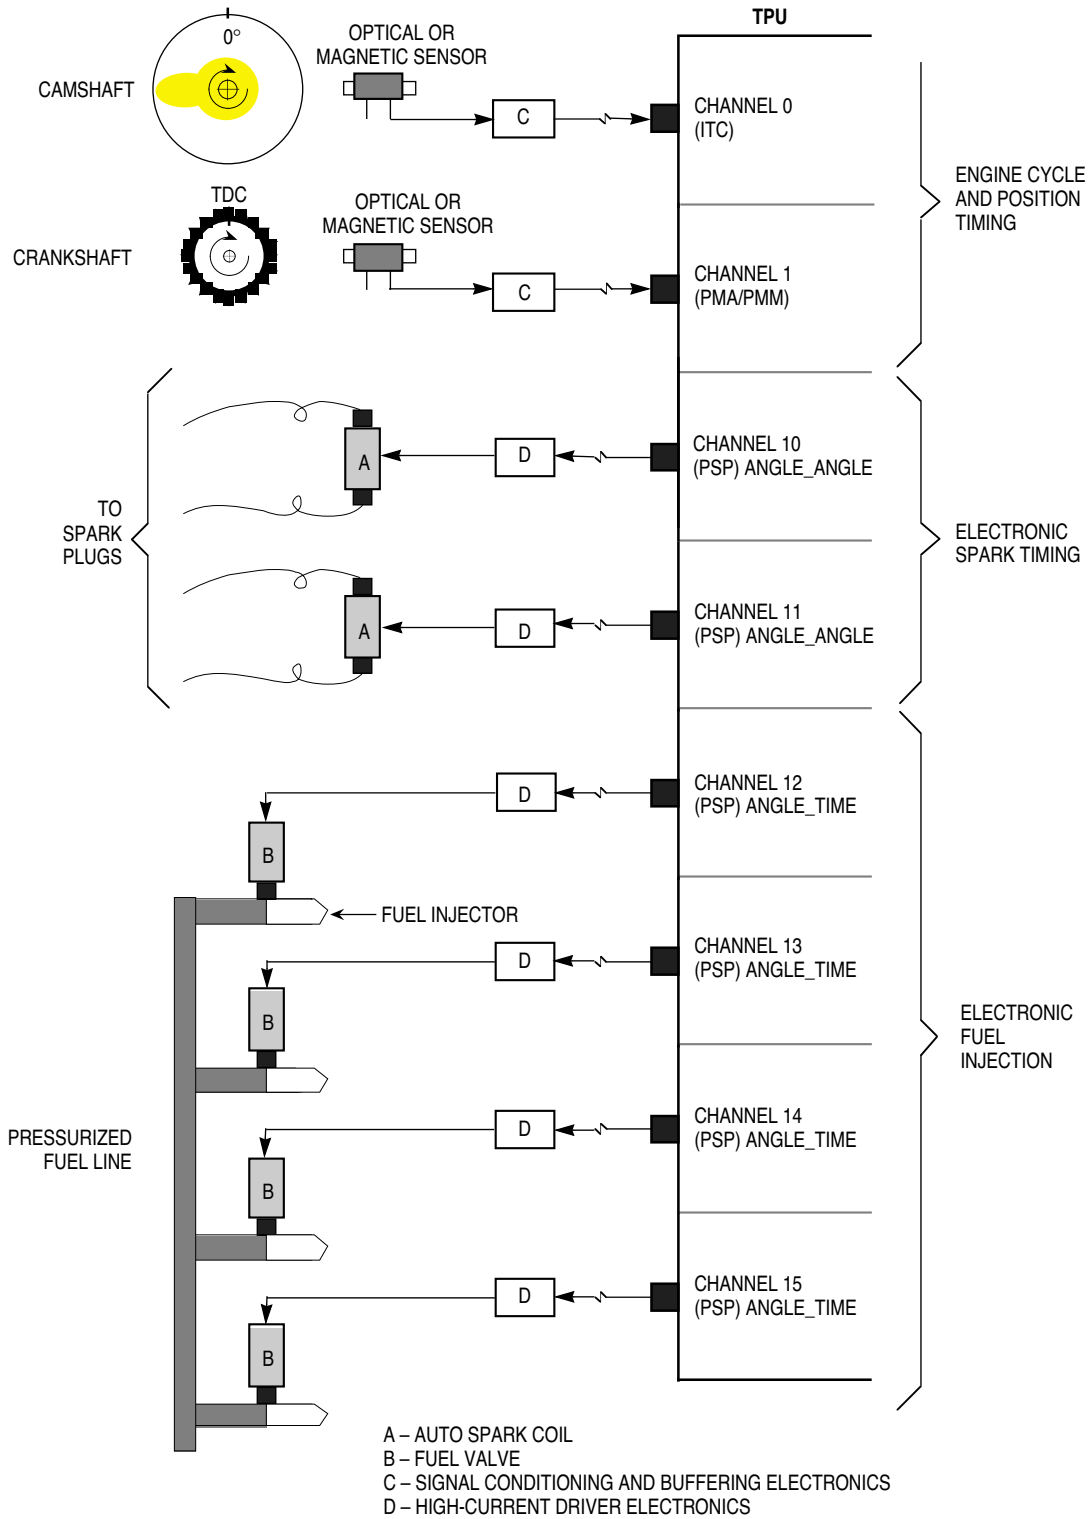 TPU
0°
CAMSHAFT
OPTICAL OR
MAGNETIC SENSOR
C
CHANNEL 0
(ITC)
ENGINE CYCLE
AND POSITION
TIMING
TDC
CRANKSHAFT
OPTICAL OR
MAGNETIC SENSOR
C
CHANNEL 1
(PMA/PMM)
TO
SPARK
PLUGS
A
D
CHANNEL 10
(PSP) ANGLE_ANGLE
ELECTRONIC
SPARK TIMING
A
D
CHANNEL 11
(PSP) ANGLE_ANGLE
D
CHANNEL 12
(PSP) ANGLE_TIME
B
FUEL INJECTOR
D
CHANNEL 13
(PSP) ANGLE_TIME
B
ELECTRONIC
FUEL
INJECTION
PRESSURIZED
FUEL LINE
D
CHANNEL 14
(PSP) ANGLE_TIME
B
D
CHANNEL 15
(PSP) ANGLE_TIME
B
A – AUTO SPARK COIL
B – FUEL VALVE
C – SIGNAL CONDITIONING AND BUFFERING ELECTRONICS
D – HIGH-CURRENT DRIVER ELECTRONICS